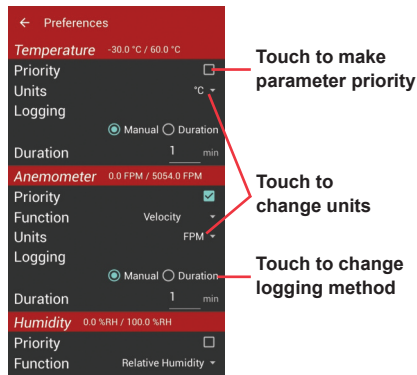 ← Preferences
Temperature -30.0 °C / 60.0 °C
Priority
Units °C
Logging
Manual Duration
Duration 1 min
Anemometer 0.0 FPM / 5054.0 FPM
Priority
Function Velocity
Units FPM
Logging
Manual Duration
Duration 1 min
Humidity 0.0 %RH / 100.0 %RH
Priority
Function Relative Humidity
Touch to make
parameter priority
Touch to
change units
Touch to change
logging method